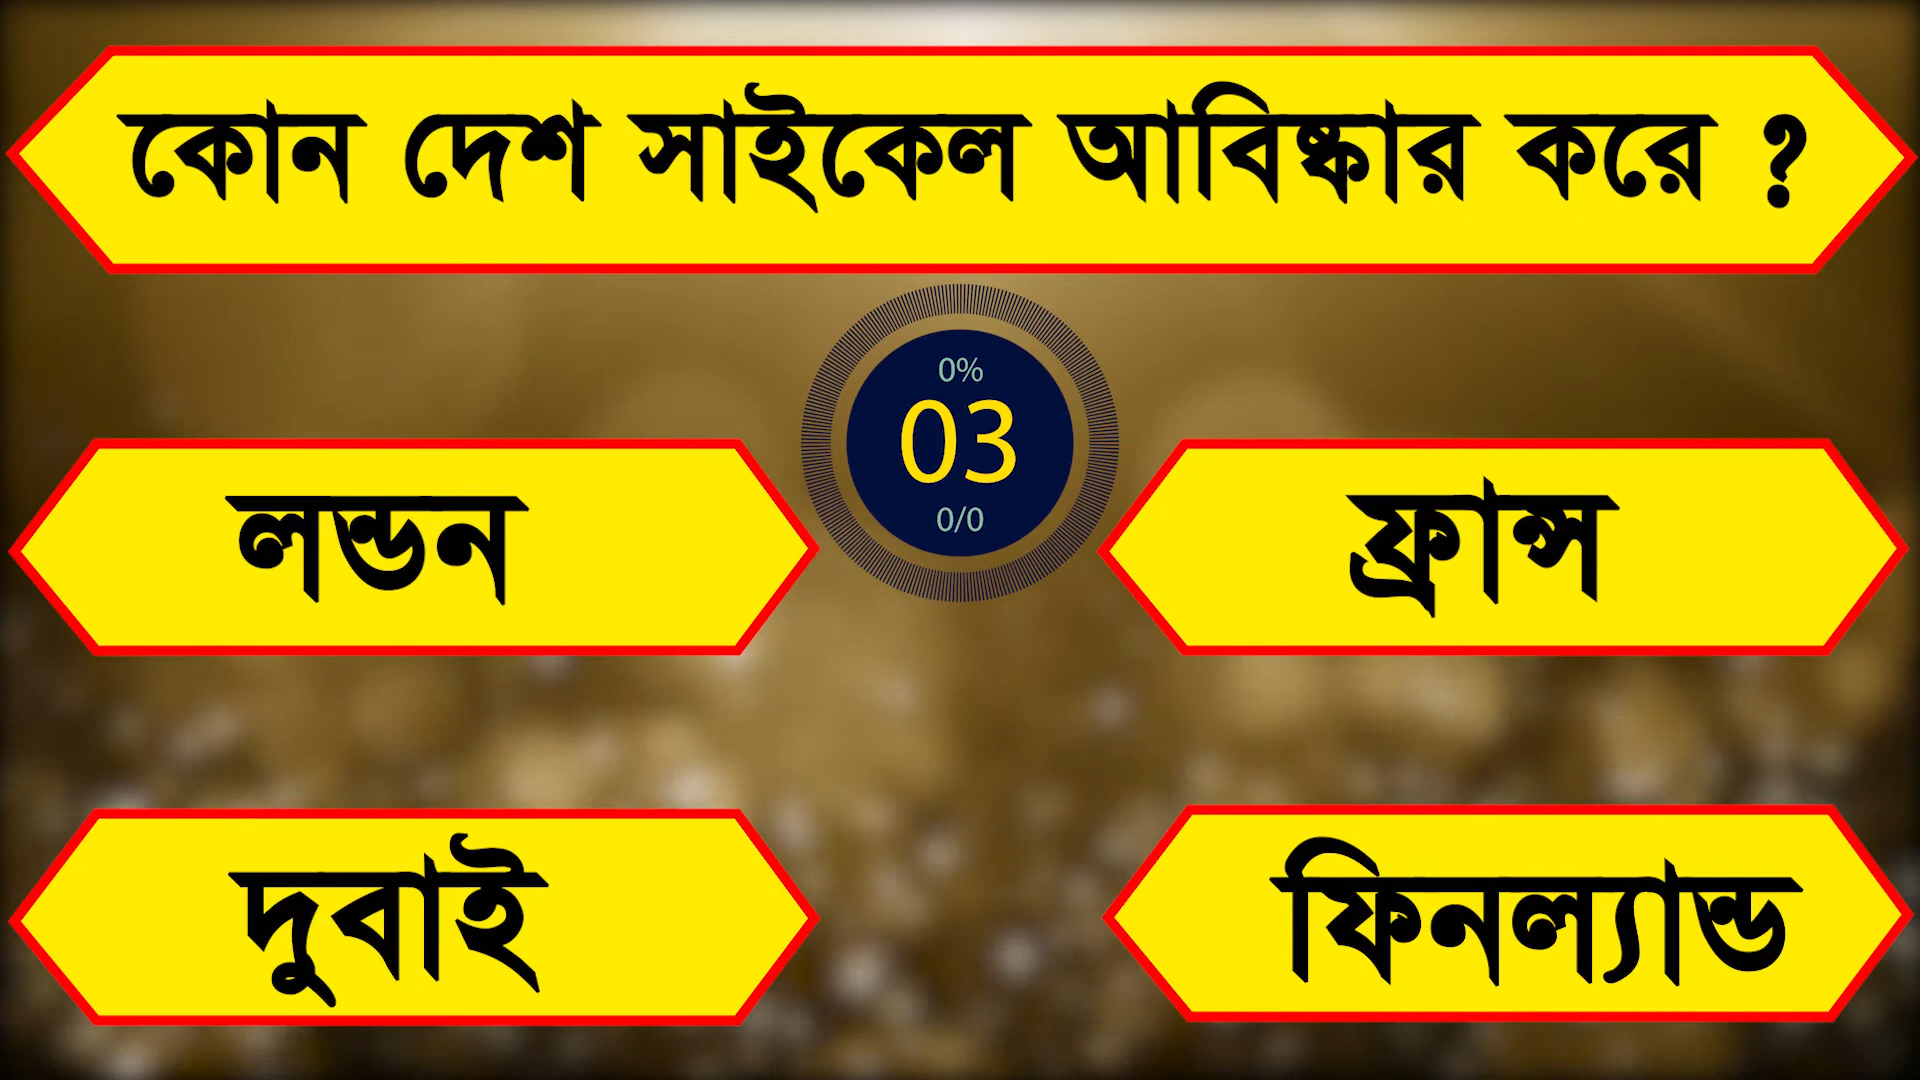 কোন দেশ সাইকেল আবিষ্কার করে ?
0%
03
0/0
লন্ডন
ফ্রান্স
দুবাই
ফিনল্যান্ড